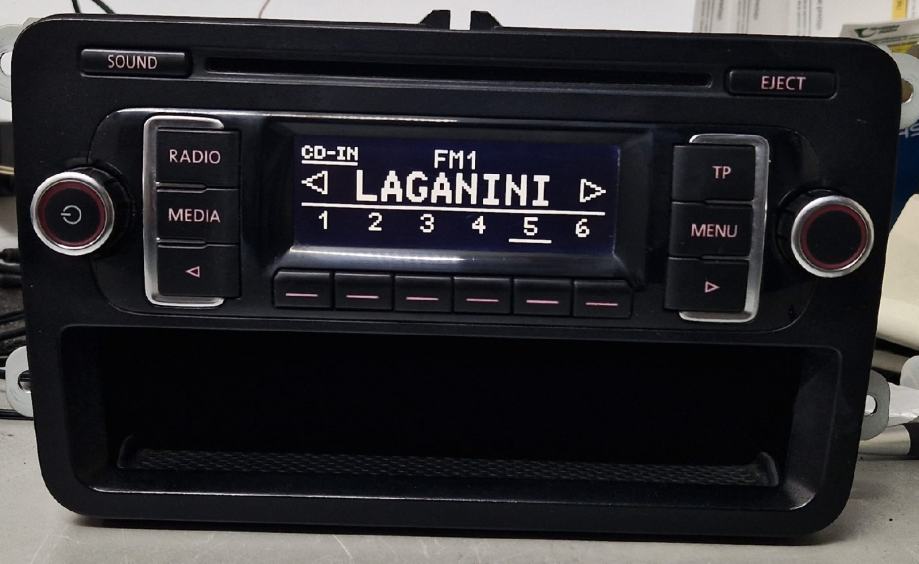 SOUND
EJECT
RADIO
MEDIA
CD-IN
FM1
LAGANINI
1 2 3 4 5 6
TP
MENU